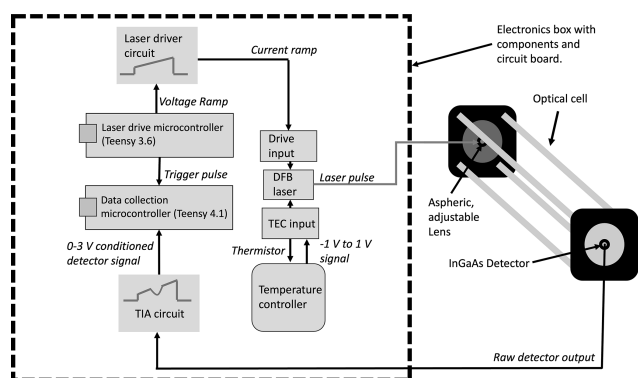 Laser driver
circuit
Current ramp
Electronics box with
components and
circuit board.
Voltage Ramp
Laser drive microcontroller
(Teensy 3.6)
Optical cell
Drive
input
Trigger pulse
DFB
laser
Laser pulse
Data collection
microcontroller (Teensy 4.1)
Aspheric,
adjustable
Lens
TEC input
0-3 V conditioned
detector signal
Thermistor
-1 V to 1 V
signal
InGaAs Detector
Temperature
controller
TIA circuit
Raw detector output